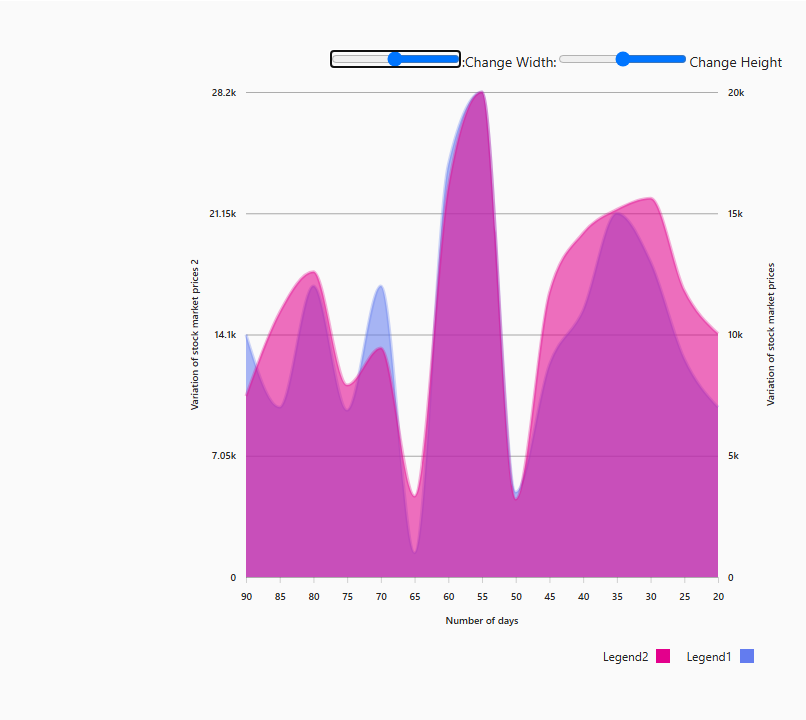 :Change Width: Change Height
28.2k 20k
21.15k 15k
14.1k 10k
7.05k 5k
0 0
Variation of stock market prices 2
Variation of stock market prices
90 85 80 75 70 65 60 55 50 45 40 35 30 25 20
Number of days
Legend2 Legend1